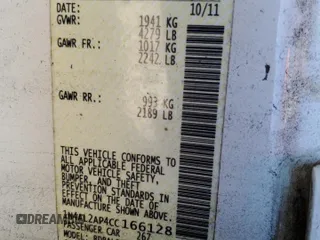 DATE: 10/11
GVWR: 1941 KG
4279 LB
GAWR FR.: 1017 KG
2242 LB
GAWR RR.: 993 KG
2189 LB
THIS VEHICLE CONFORMS TO
ALL APPLICABLE FEDERAL
MOTOR VEHICLE SAFETY,
BUMPER, AND THEFT
PREVENTION STANDARDS IN
EFFECT ON THE DATE OF
MANUFACTURE SHOWN ABOVE.
1N4AL2AP4CC166128
PASSENGER CAR 267
MODEL
DREAM